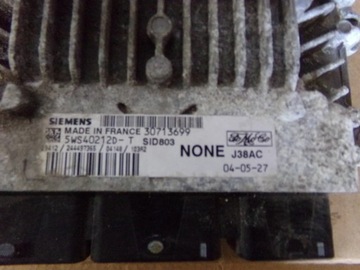 SIEMENS
MADE IN FRANCE 30713699
5WS40212D-T SID803
NONE J38AC
04-05-27